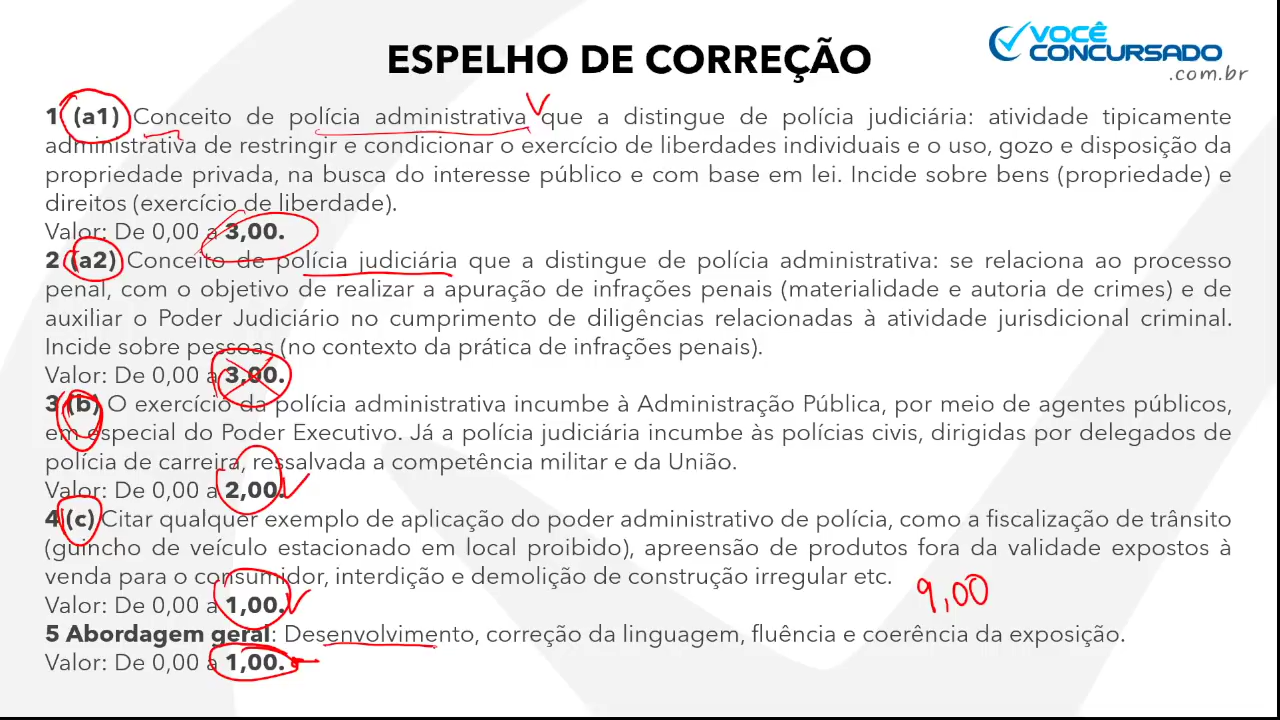 ESPELHO DE CORREÇÃO
VOCÊ
CONCURSADO
.com.br
1 (a1) Conceito de polícia administrativa que a distingue de polícia judiciária: atividade tipicamente
administrativa de restringir e condicionar o exercício de liberdades individuais e o uso, gozo e disposição da
propriedade privada, na busca do interesse público e com base em lei. Incide sobre bens (propriedade) e
direitos (exercício de liberdade).
Valor: De 0,00 a 3,00.
2 (a2) Conceito de polícia judiciária que a distingue de polícia administrativa: se relaciona ao processo
penal, com o objetivo de realizar a apuração de infrações penais (materialidade e autoria de crimes) e de
auxiliar o Poder Judiciário no cumprimento de diligências relacionadas à atividade jurisdicional criminal.
Incide sobre pessoas (no contexto da prática de infrações penais).
Valor: De 0,00 a 3,00.
3 (b) O exercício da polícia administrativa incumbe à Administração Pública, por meio de agentes públicos,
em especial do Poder Executivo. Já a polícia judiciária incumbe às polícias civis, dirigidas por delegados de
polícia de carreira, ressalvada a competência militar e da União.
Valor: De 0,00 a 2,00.
4 (c) Citar qualquer exemplo de aplicação do poder administrativo de polícia, como a fiscalização de trânsito
(guincho de veículo estacionado em local proibido), apreensão de produtos fora da validade expostos à
venda para o consumidor, interdição e demolição de construção irregular etc.
9,00
Valor: De 0,00 a 1,00.
5 Abordagem geral: Desenvolvimento, correção da linguagem, fluência e coerência da exposição.
Valor: De 0,00 a 1,00.